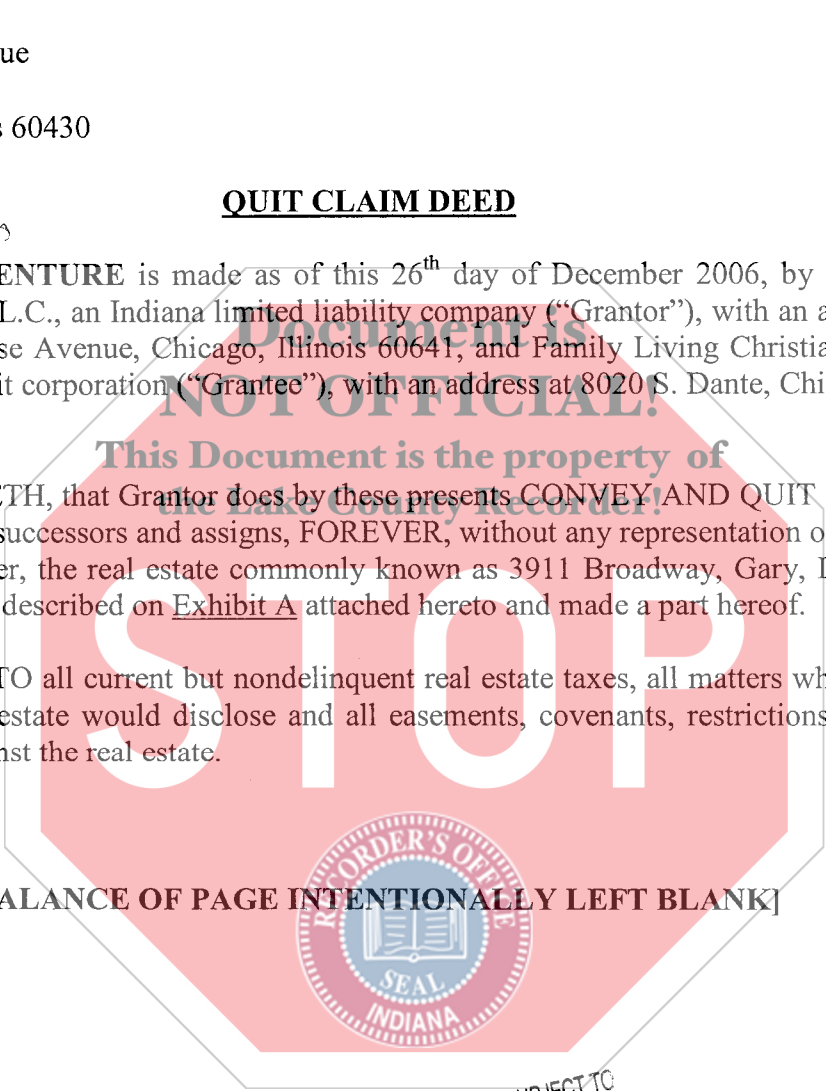 ue
s 60430
QUIT CLAIM DEED
ENTURE is made as of this 26th day of December 2006, by
L.C., an Indiana limited liability company (“Grantor”), with an a
se Avenue, Chicago, Illinois 60641, and Family Living Christia
it corporation (“Grantee”), with an address at 8020 S. Dante, Chi
ETH, that Grantor does by these presents CONVEY AND QUIT
successors and assigns, FOREVER, without any representation o
er, the real estate commonly known as 3911 Broadway, Gary, I
described on Exhibit A attached hereto and made a part hereof.
TO all current but nondelinquent real estate taxes, all matters wh
estate would disclose and all easements, covenants, restrictions
nst the real estate.
ALANCE OF PAGE INTENTIONALLY LEFT BLANK]
Document is
NOT OFFICIAL!
This Document is the property of
the Lake County Recorder!
STOP
RECORDER'S OFFICE
SEAL
INDIANA
JECT TO